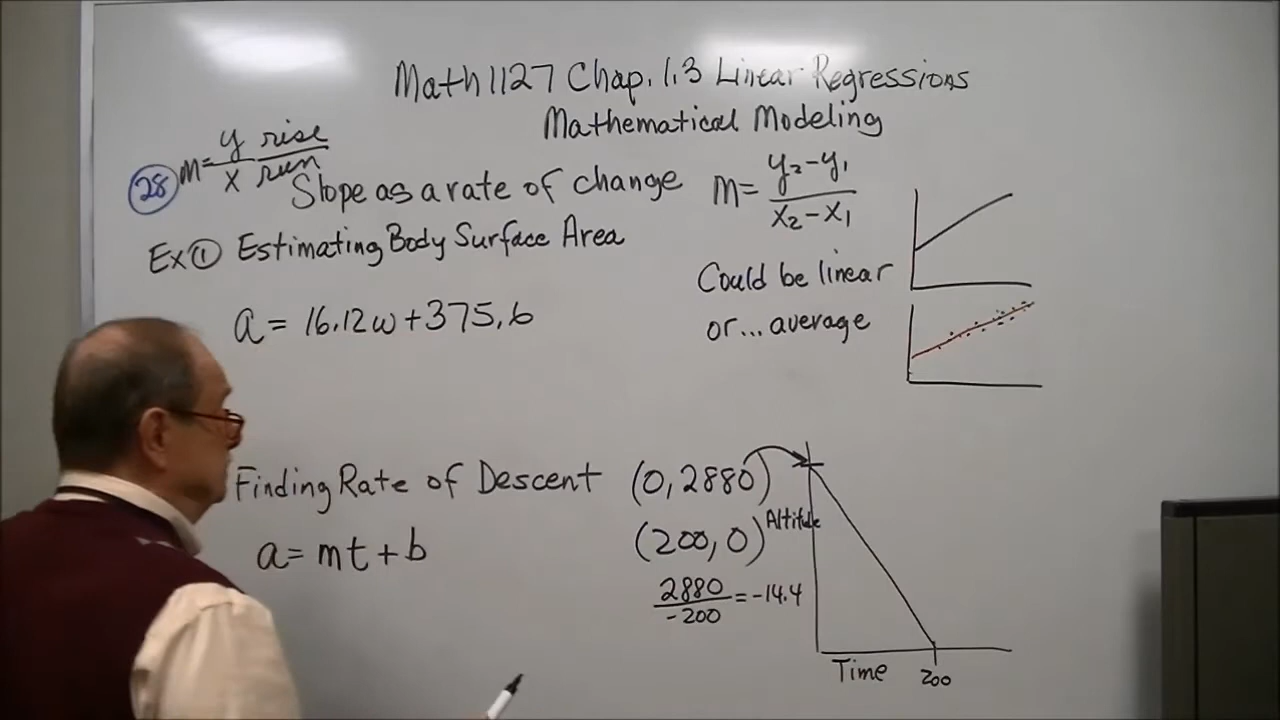 Math 1127 Chap. 1.3 Linear Regressions
Mathematical Modeling
m= y/x rise/run
28 Slope as a rate of change
m= y₂-y₁/x₂-x₁
Ex ① Estimating Body Surface Area
Could be linear
or... average
a= 16.12w+375.6
Finding Rate of Descent (0,2880)
(200,0) Altitude
a= mt+b
2880/-200 = -14.4
Time 200